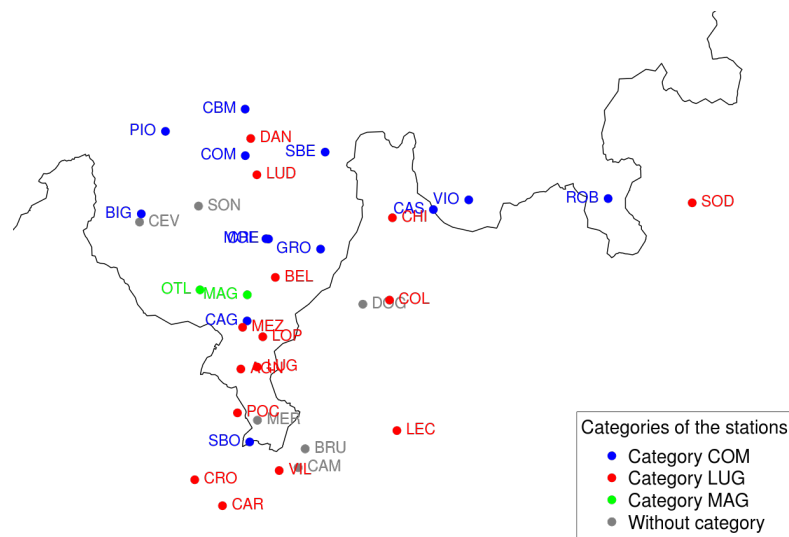 CBM
PIO
DAN
COM
SBE
LUD
VIO
ROB
SOD
SON
BIG
CAS
CHI
CEV
GRO
BEL
OTL
MAG
COL
DOG
CAG
MEZ
LOP
LUG
AGN
POC
MER
LEC
SBO
BRU
CAM
VIL
CRO
CAR
Categories of the stations
Category COM
Category LUG
Category MAG
Without category